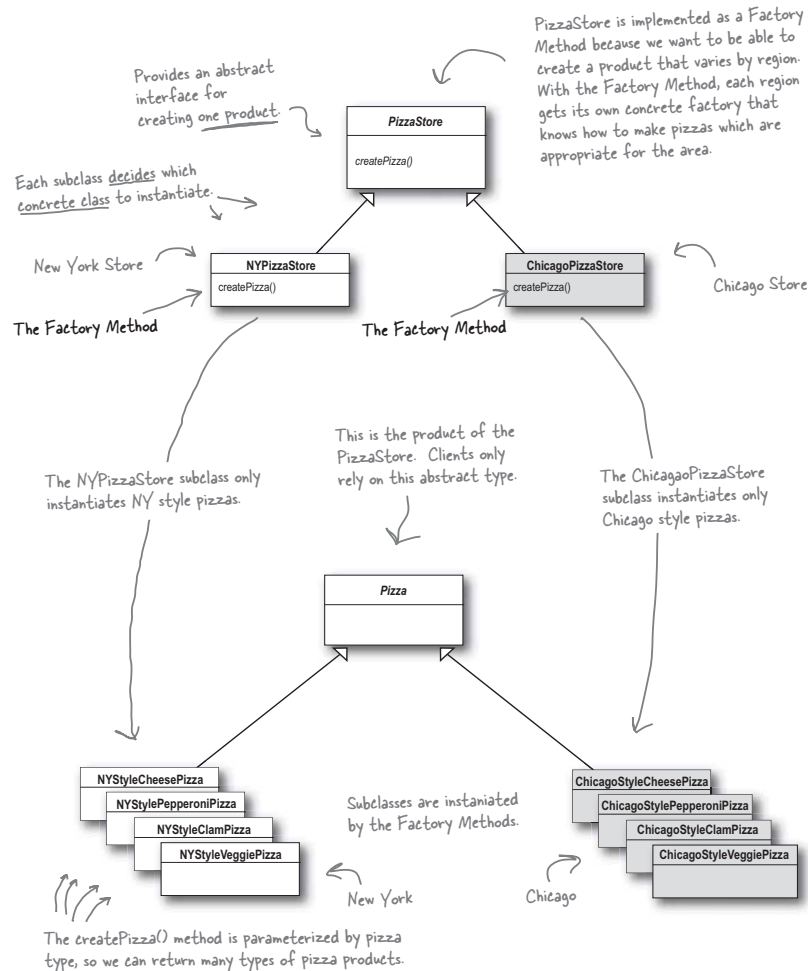 PizzaStore is implemented as a Factory
Method because we want to be able to
create a product that varies by region.
With the Factory Method, each region
gets its own concrete factory that
knows how to make pizzas which are
appropriate for the area.
Provides an abstract
interface for
creating one product.
PizzaStore
createPizza()
Each subclass decides which
concrete class to instantiate.
New York Store
NYPizzaStore
createPizza()
ChicagoPizzaStore
createPizza()
Chicago Store
The Factory Method
The Factory Method
This is the product of the
PizzaStore. Clients only
rely on this abstract type.
The NYPizzaStore subclass only
instantiates NY style pizzas.
The ChicagaoPizzaStore
subclass instantiates only
Chicago style pizzas.
Pizza
NYStyleCheesePizza
NYStylePepperoniPizza
NYStyleClamPizza
NYStyleVeggiePizza
Subclasses are instaniated
by the Factory Methods.
ChicagoStyleCheesePizza
ChicagoStylePepperoniPizza
ChicagoStyleClamPizza
ChicagoStyleVeggiePizza
New York
Chicago
The createPizza() method is parameterized by pizza
type, so we can return many types of pizza products.